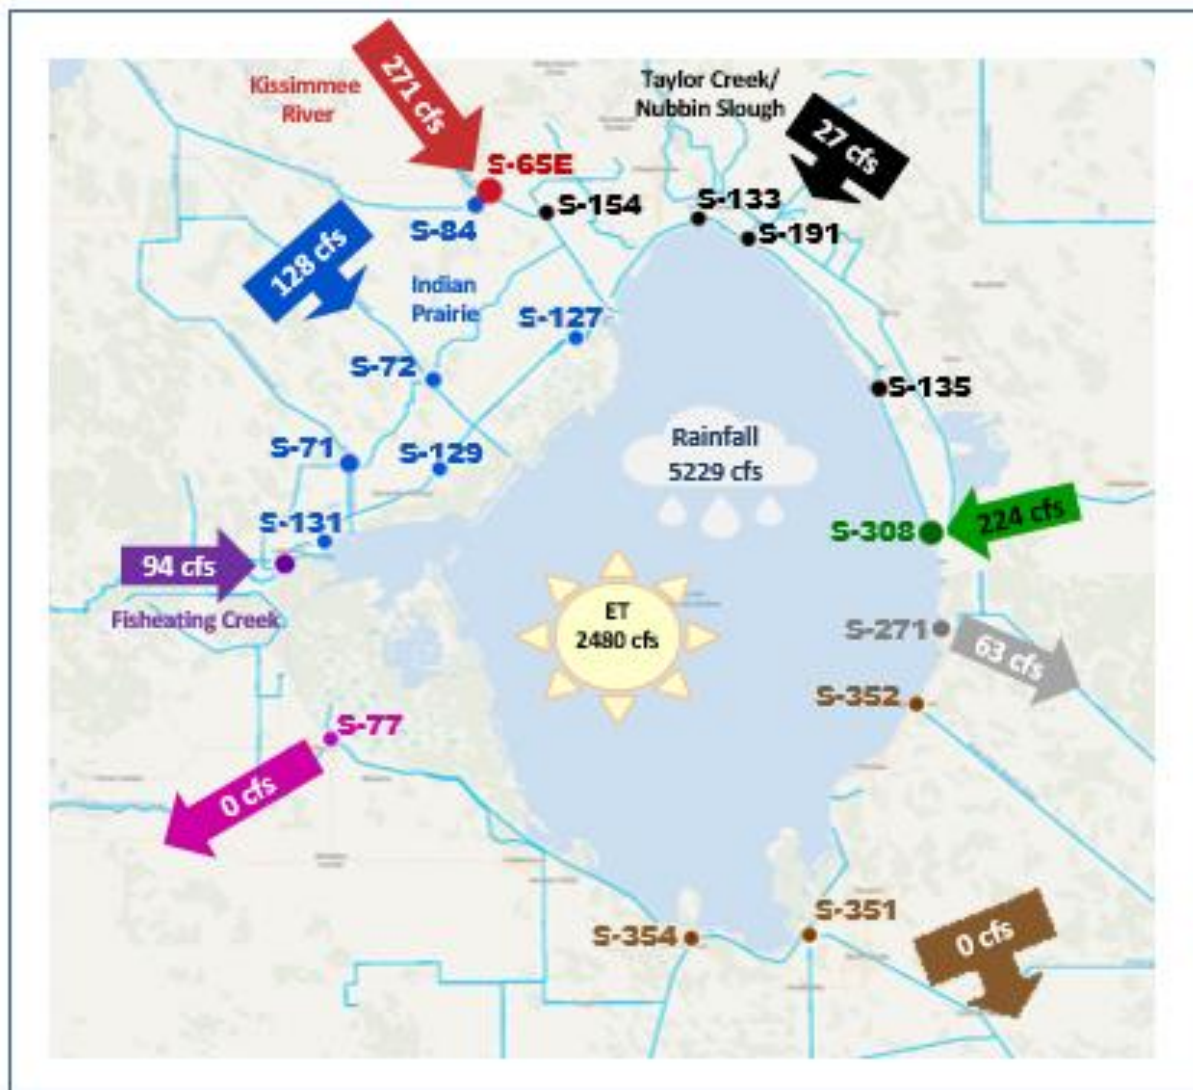 271 cfs
Kissimmee
River
Taylor Creek/
Nubbin Slough
27 cfs
S-65E
S-154
S-133
S-84
S-191
128 cfs
Indian
Prairie
S-127
S-72
S-135
Rainfall
5229 cfs
S-71
S-129
S-131
S-308
224 cfs
94 cfs
Fisheating Creek
ET
2480 cfs
S-271
63 cfs
S-352
S-77
0 cfs
S-351
S-354
0 cfs